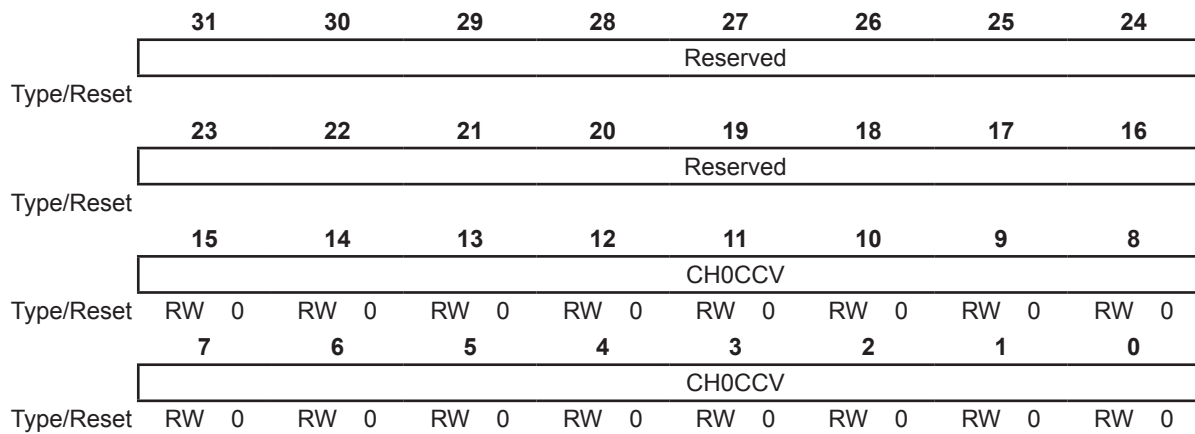 31 30 29 28 27 26 25 24
Reserved
Type/Reset
23 22 21 20 19 18 17 16
Reserved
Type/Reset
15 14 13 12 11 10 9 8
CH0CCV
Type/Reset RW 0 RW 0 RW 0 RW 0 RW 0 RW 0 RW 0 RW 0
7 6 5 4 3 2 1 0
CH0CCV
Type/Reset RW 0 RW 0 RW 0 RW 0 RW 0 RW 0 RW 0 RW 0